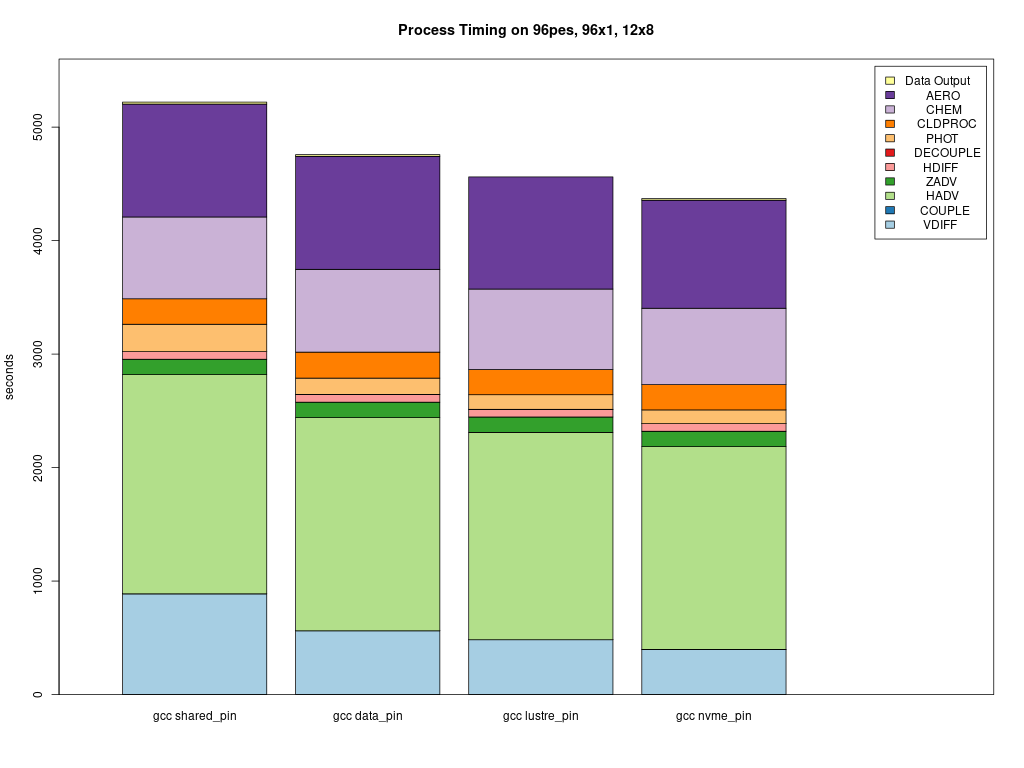 Process Timing on 96pes, 96x1, 12x8
Data Output
AERO
CHEM
CLDPROC
PHOT
DECOUPLE
HDIFF
ZADV
HADV
COUPLE
VDIFF
seconds
5000
4000
3000
2000
1000
0
gcc shared_pin gcc data_pin gcc lustre_pin gcc nvme_pin